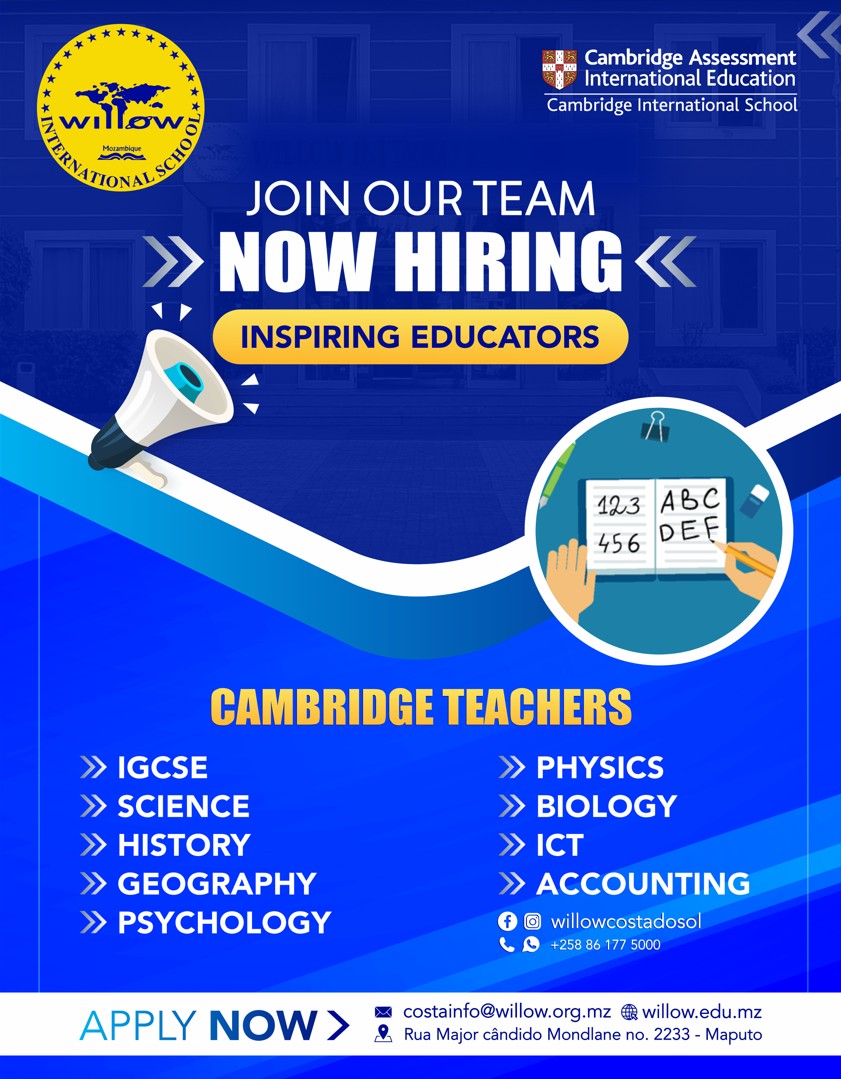 willow
Mozambique
INTERNATIONAL SCHOOL
Cambridge Assessment
International Education
Cambridge International School
JOIN OUR TEAM
NOW HIRING
INSPIRING EDUCATORS
123
456
ABC
DEF
CAMBRIDGE TEACHERS
IGCSE
SCIENCE
HISTORY
GEOGRAPHY
PSYCHOLOGY
PHYSICS
BIOLOGY
ICT
ACCOUNTING
willowcostadosol
+258 86 177 5000
APPLY NOW
costainfo@willow.org.mz willow.edu.mz
Rua Major cândido Mondlane no. 2233 - Maputo